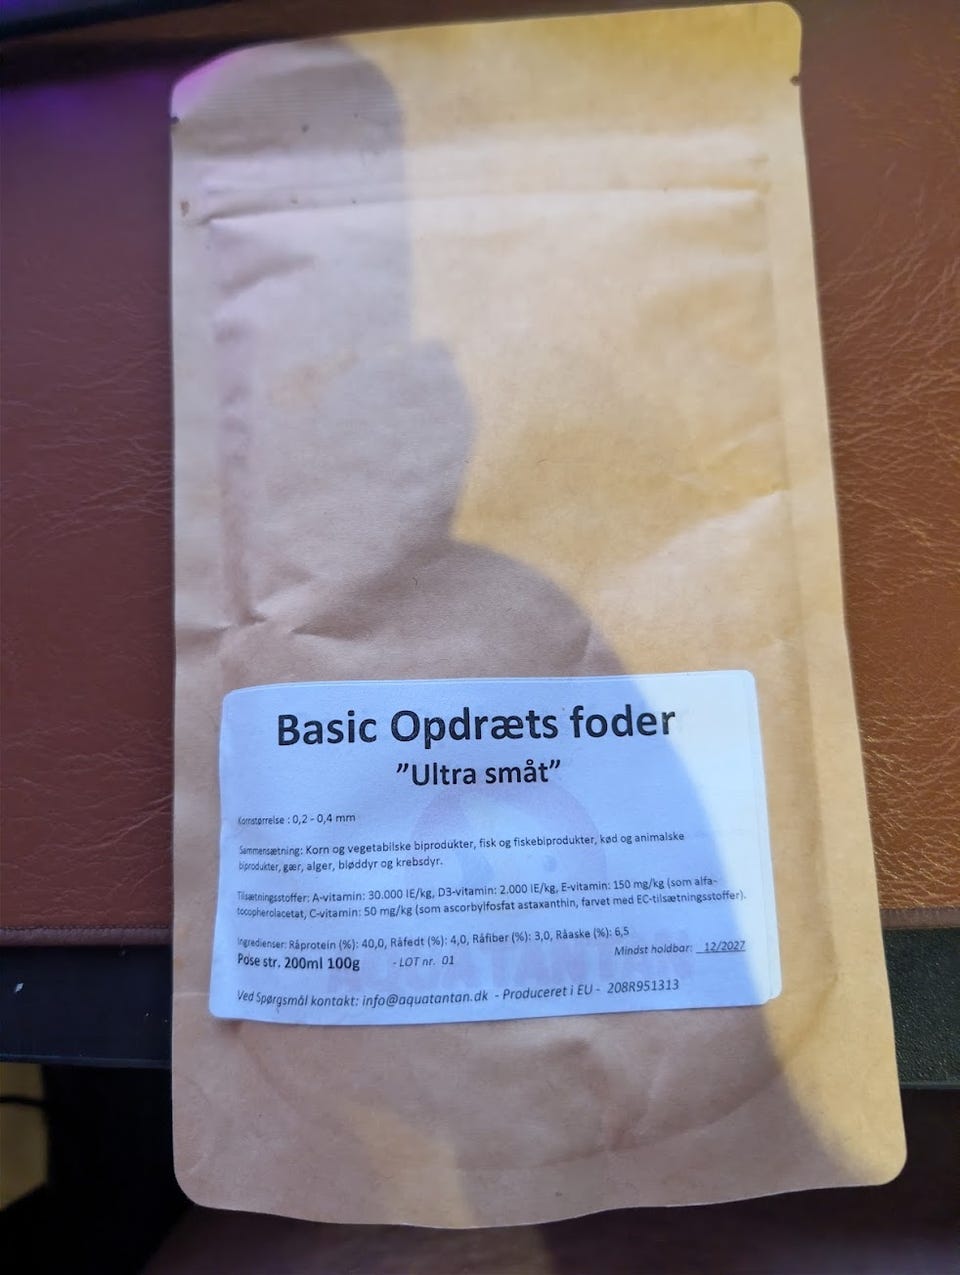 Basic Opdræts foder
”Ultra småt”
Kornstørrelse : 0,2 - 0,4 mm
Sammensætning: Korn og vegetabilske biprodukter, fisk og fiskebiprodukter, kød og animalske
biprodukter, gær, alger, bløddyr og krebsdyr.
Tilsætningsstoffer: A-vitamin: 30.000 IE/kg, D3-vitamin: 2.000 IE/kg, E-vitamin: 150 mg/kg (som alfa-
tocopherolacetat, C-vitamin: 50 mg/kg (som ascorbylfosfat astaxanthin, farvet med EC-tilsætningsstoffer).
Ingredienser: Råprotein (%): 40,0, Råfedt (%): 4,0, Råfiber (%): 3,0, Råaske (%): 6,5
Mindst holdbar: 12/2027
Pose str. 200ml 100g - LOT nr. 01
Ved Spørgsmål kontakt: info@aquatantan.dk - Produceret i EU - 208R951313